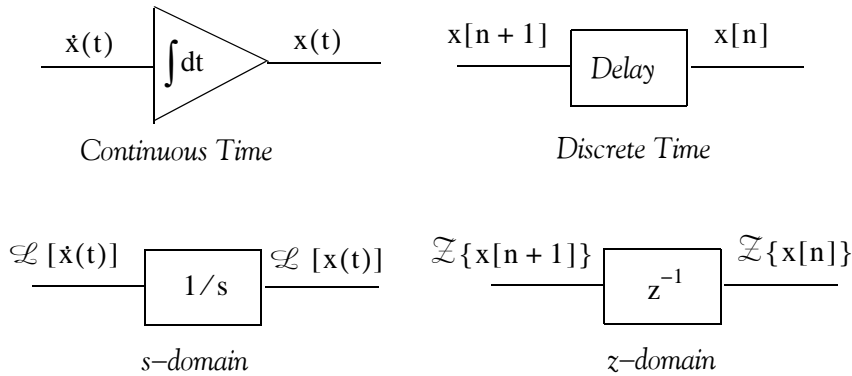 ẋ(t)
∫dt
x(t)
x[n + 1]
Delay
x[n]
Continuous Time
Discrete Time
ℒ [ẋ(t)]
1/s
ℒ [x(t)]
𝒵{x[n + 1]}
z⁻¹
𝒵{x[n]}
s–domain
z–domain